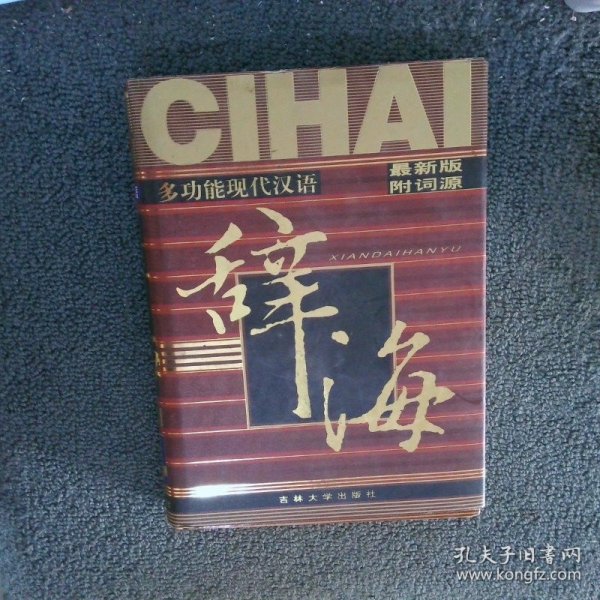 CIHAI
多功能现代汉语
最新版
附词源
XIANDAIHANYU
辞海
吉林大学出版社
孔夫子旧书网
www.kongfz.com